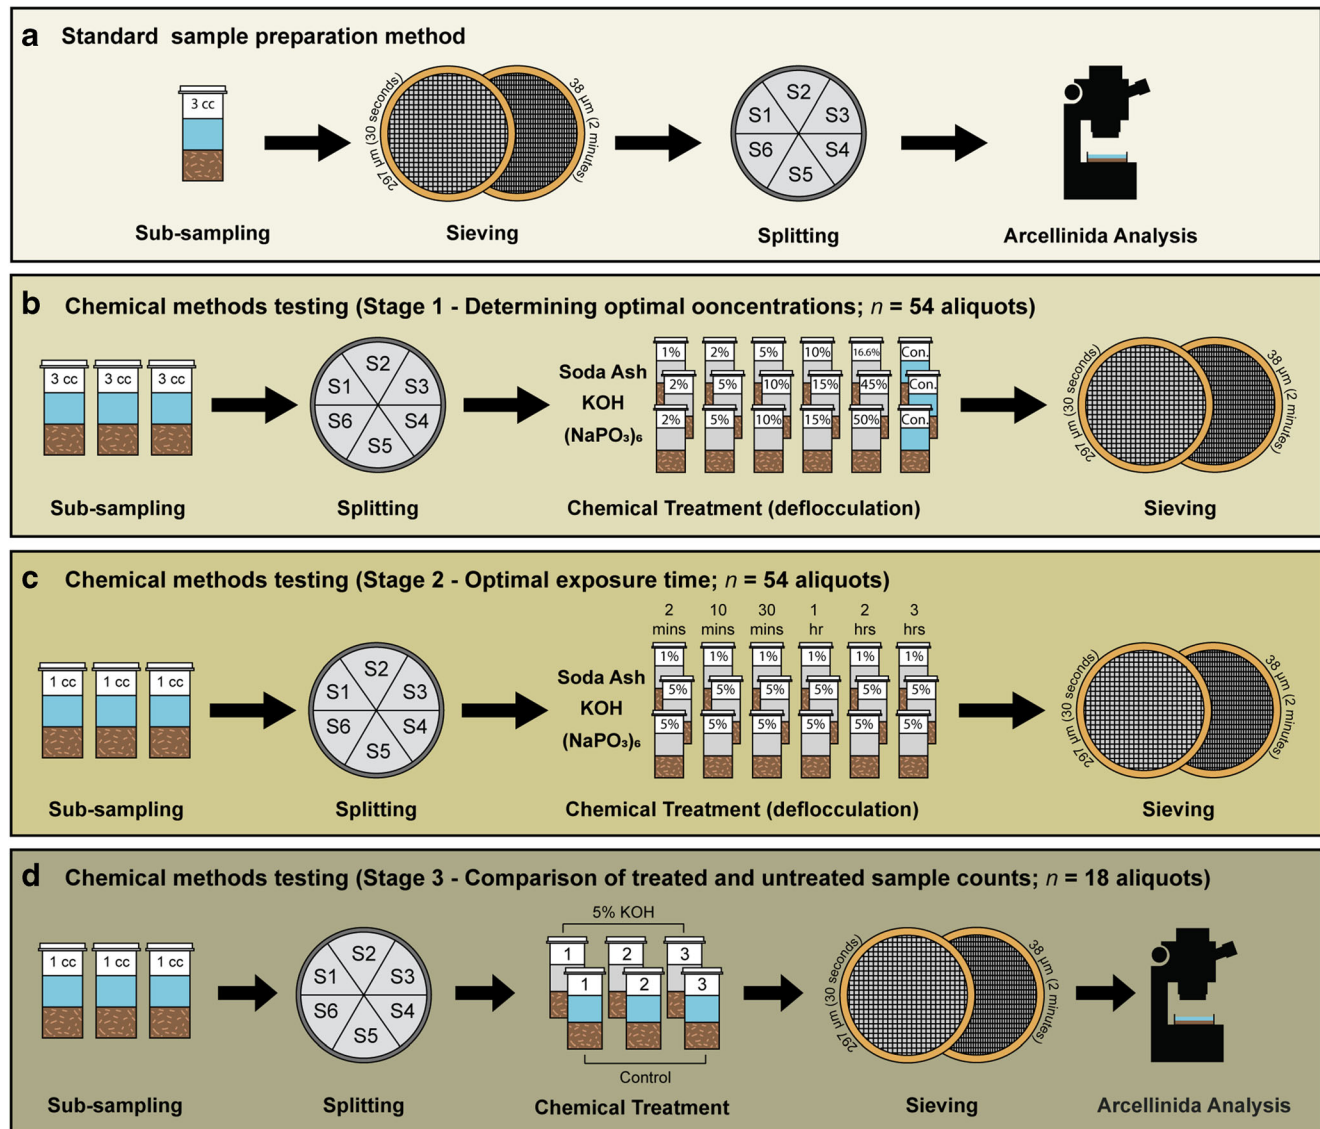 a Standard sample preparation method
3 cc
297 µm (30 seconds)
38 µm (2 minutes)
S1 S2 S3 S4 S5 S6
Sub-sampling
Sieving
Splitting
Arcellinida Analysis
b Chemical methods testing (Stage 1 - Determining optimal ooncentrations; n = 54 aliquots)
3 cc 3 cc 3 cc
S1 S2 S3 S4 S5 S6
Soda Ash
1% 2% 5% 10% 16.6% Con.
KOH
2% 5% 10% 15% 45% Con.
(NaPO₃)₆
2% 5% 10% 15% 50% Con.
297 µm (30 seconds)
38 µm (2 minutes)
Sub-sampling
Splitting
Chemical Treatment (deflocculation)
Sieving
c Chemical methods testing (Stage 2 - Optimal exposure time; n = 54 aliquots)
1 cc 1 cc 1 cc
S1 S2 S3 S4 S5 S6
2 10 30 1 2 3
mins mins mins hr hrs hrs
Soda Ash
1% 1% 1% 1% 1% 1%
KOH
5% 5% 5% 5% 5% 5%
(NaPO₃)₆
5% 5% 5% 5% 5% 5%
297 µm (30 seconds)
38 µm (2 minutes)
Sub-sampling
Splitting
Chemical Treatment (deflocculation)
Sieving
d Chemical methods testing (Stage 3 - Comparison of treated and untreated sample counts; n = 18 aliquots)
1 cc 1 cc 1 cc
S1 S2 S3 S4 S5 S6
5% KOH
1 2 3
1 2 3
Control
297 µm (30 seconds)
38 µm (2 minutes)
Sub-sampling
Splitting
Chemical Treatment
Sieving
Arcellinida Analysis